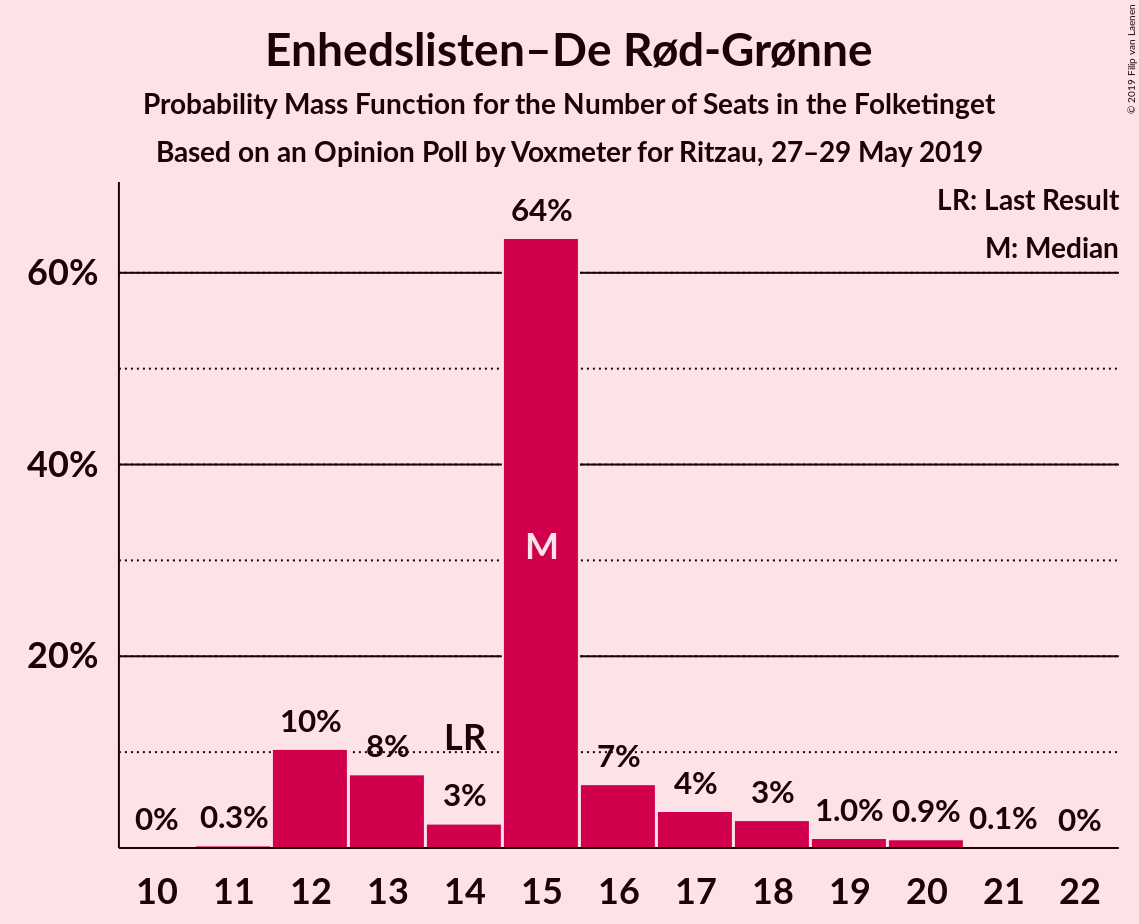 Enhedslisten–De Rød-Grønne
Probability Mass Function for the Number of Seats in the Folketinget
Based on an Opinion Poll by Voxmeter for Ritzau, 27–29 May 2019
© 2019 Filip van Laenen
LR: Last Result
M: Median
60%
40%
20%
0%
0.3%
10%
8%
LR
3%
64%
M
7%
4%
3%
1.0%
0.9%
0.1%
0%
10 11 12 13 14 15 16 17 18 19 20 21 22